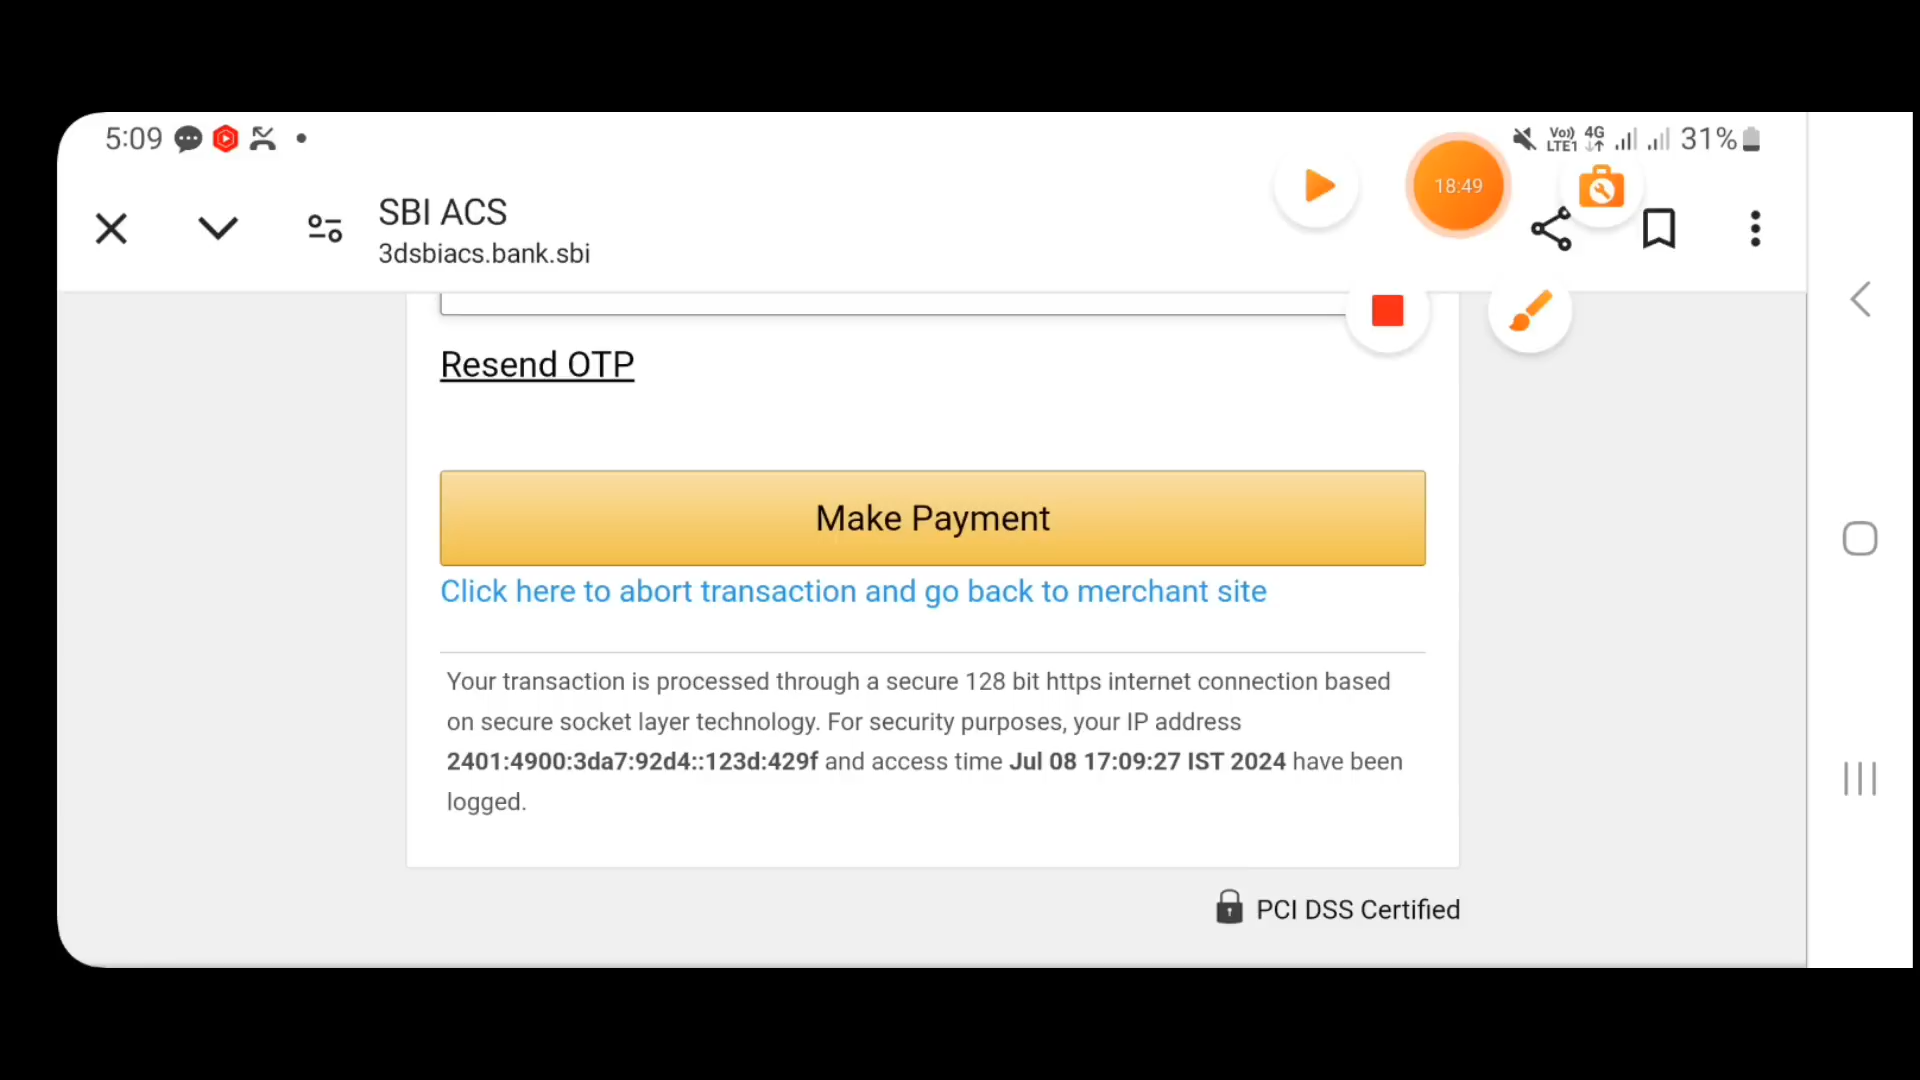 5:09
Vo)) LTE1 4G 31%
18:49
SBI ACS
3dsbiacs.bank.sbi
Resend OTP
Make Payment
Click here to abort transaction and go back to merchant site
Your transaction is processed through a secure 128 bit https internet connection based
on secure socket layer technology. For security purposes, your IP address
2401:4900:3da7:92d4::123d:429f and access time Jul 08 17:09:27 IST 2024 have been
logged.
PCI DSS Certified